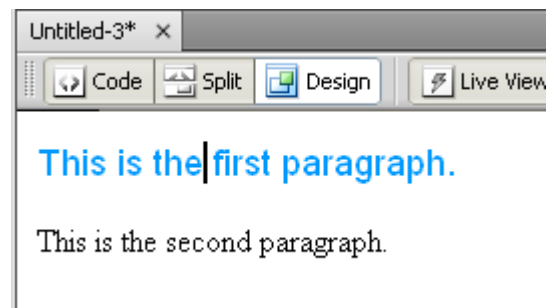 Untitled-3* ×
Code Split Design Live View
This is the first paragraph.
This is the second paragraph.